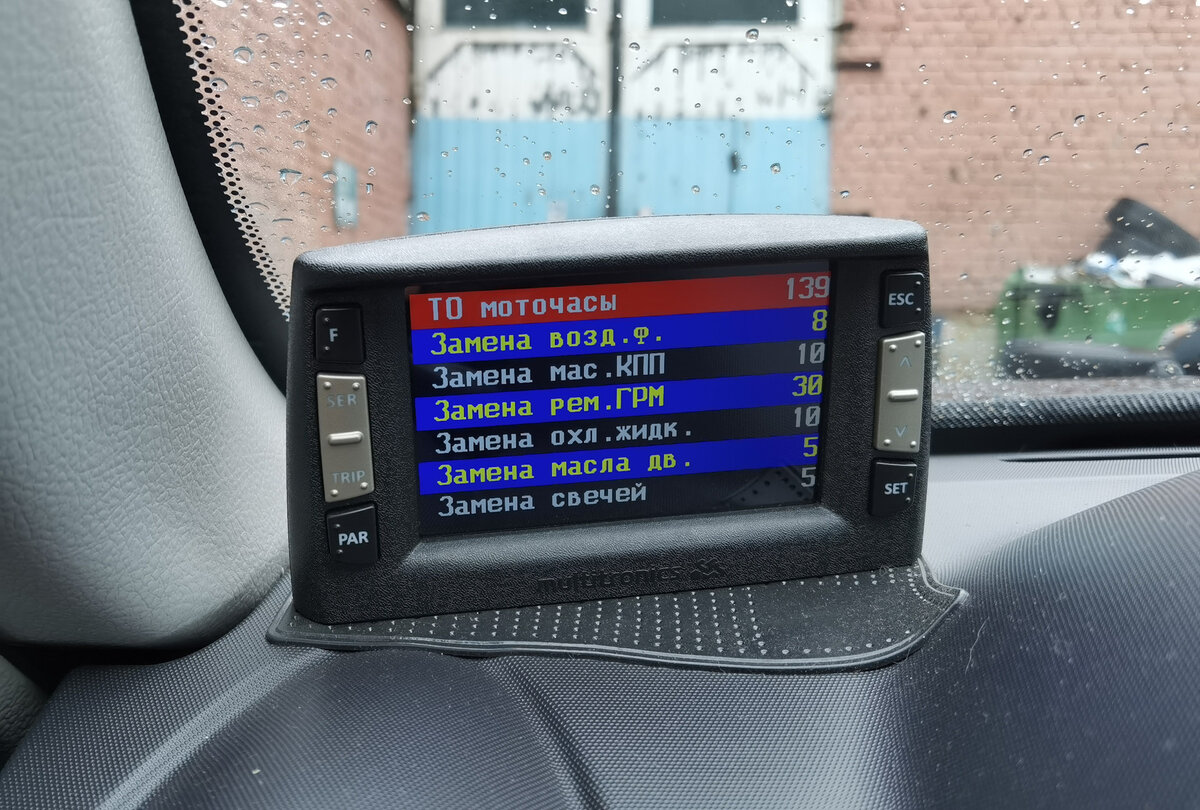 ТО моточасы 139
Замена возд.ф. 8
Замена мас.КПП 10
Замена рем.ГРМ 30
Замена охл.жидк. 10
Замена масла дв. 5
Замена свечей 5
F
SER
TRIP
PAR
ESC
SET
multitronics